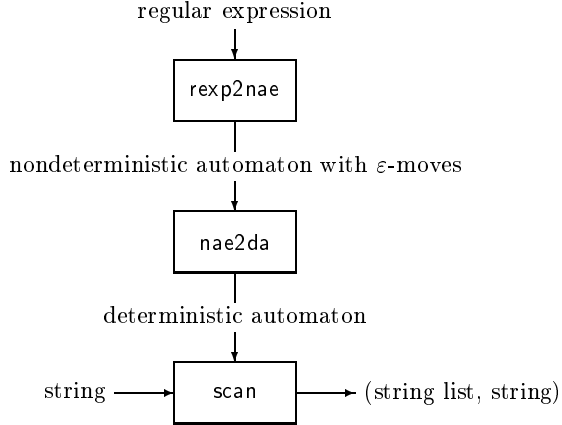 regular expression
rexp2nae
nondeterministic automaton with ε-moves
nae2da
deterministic automaton
string scan (string list, string)